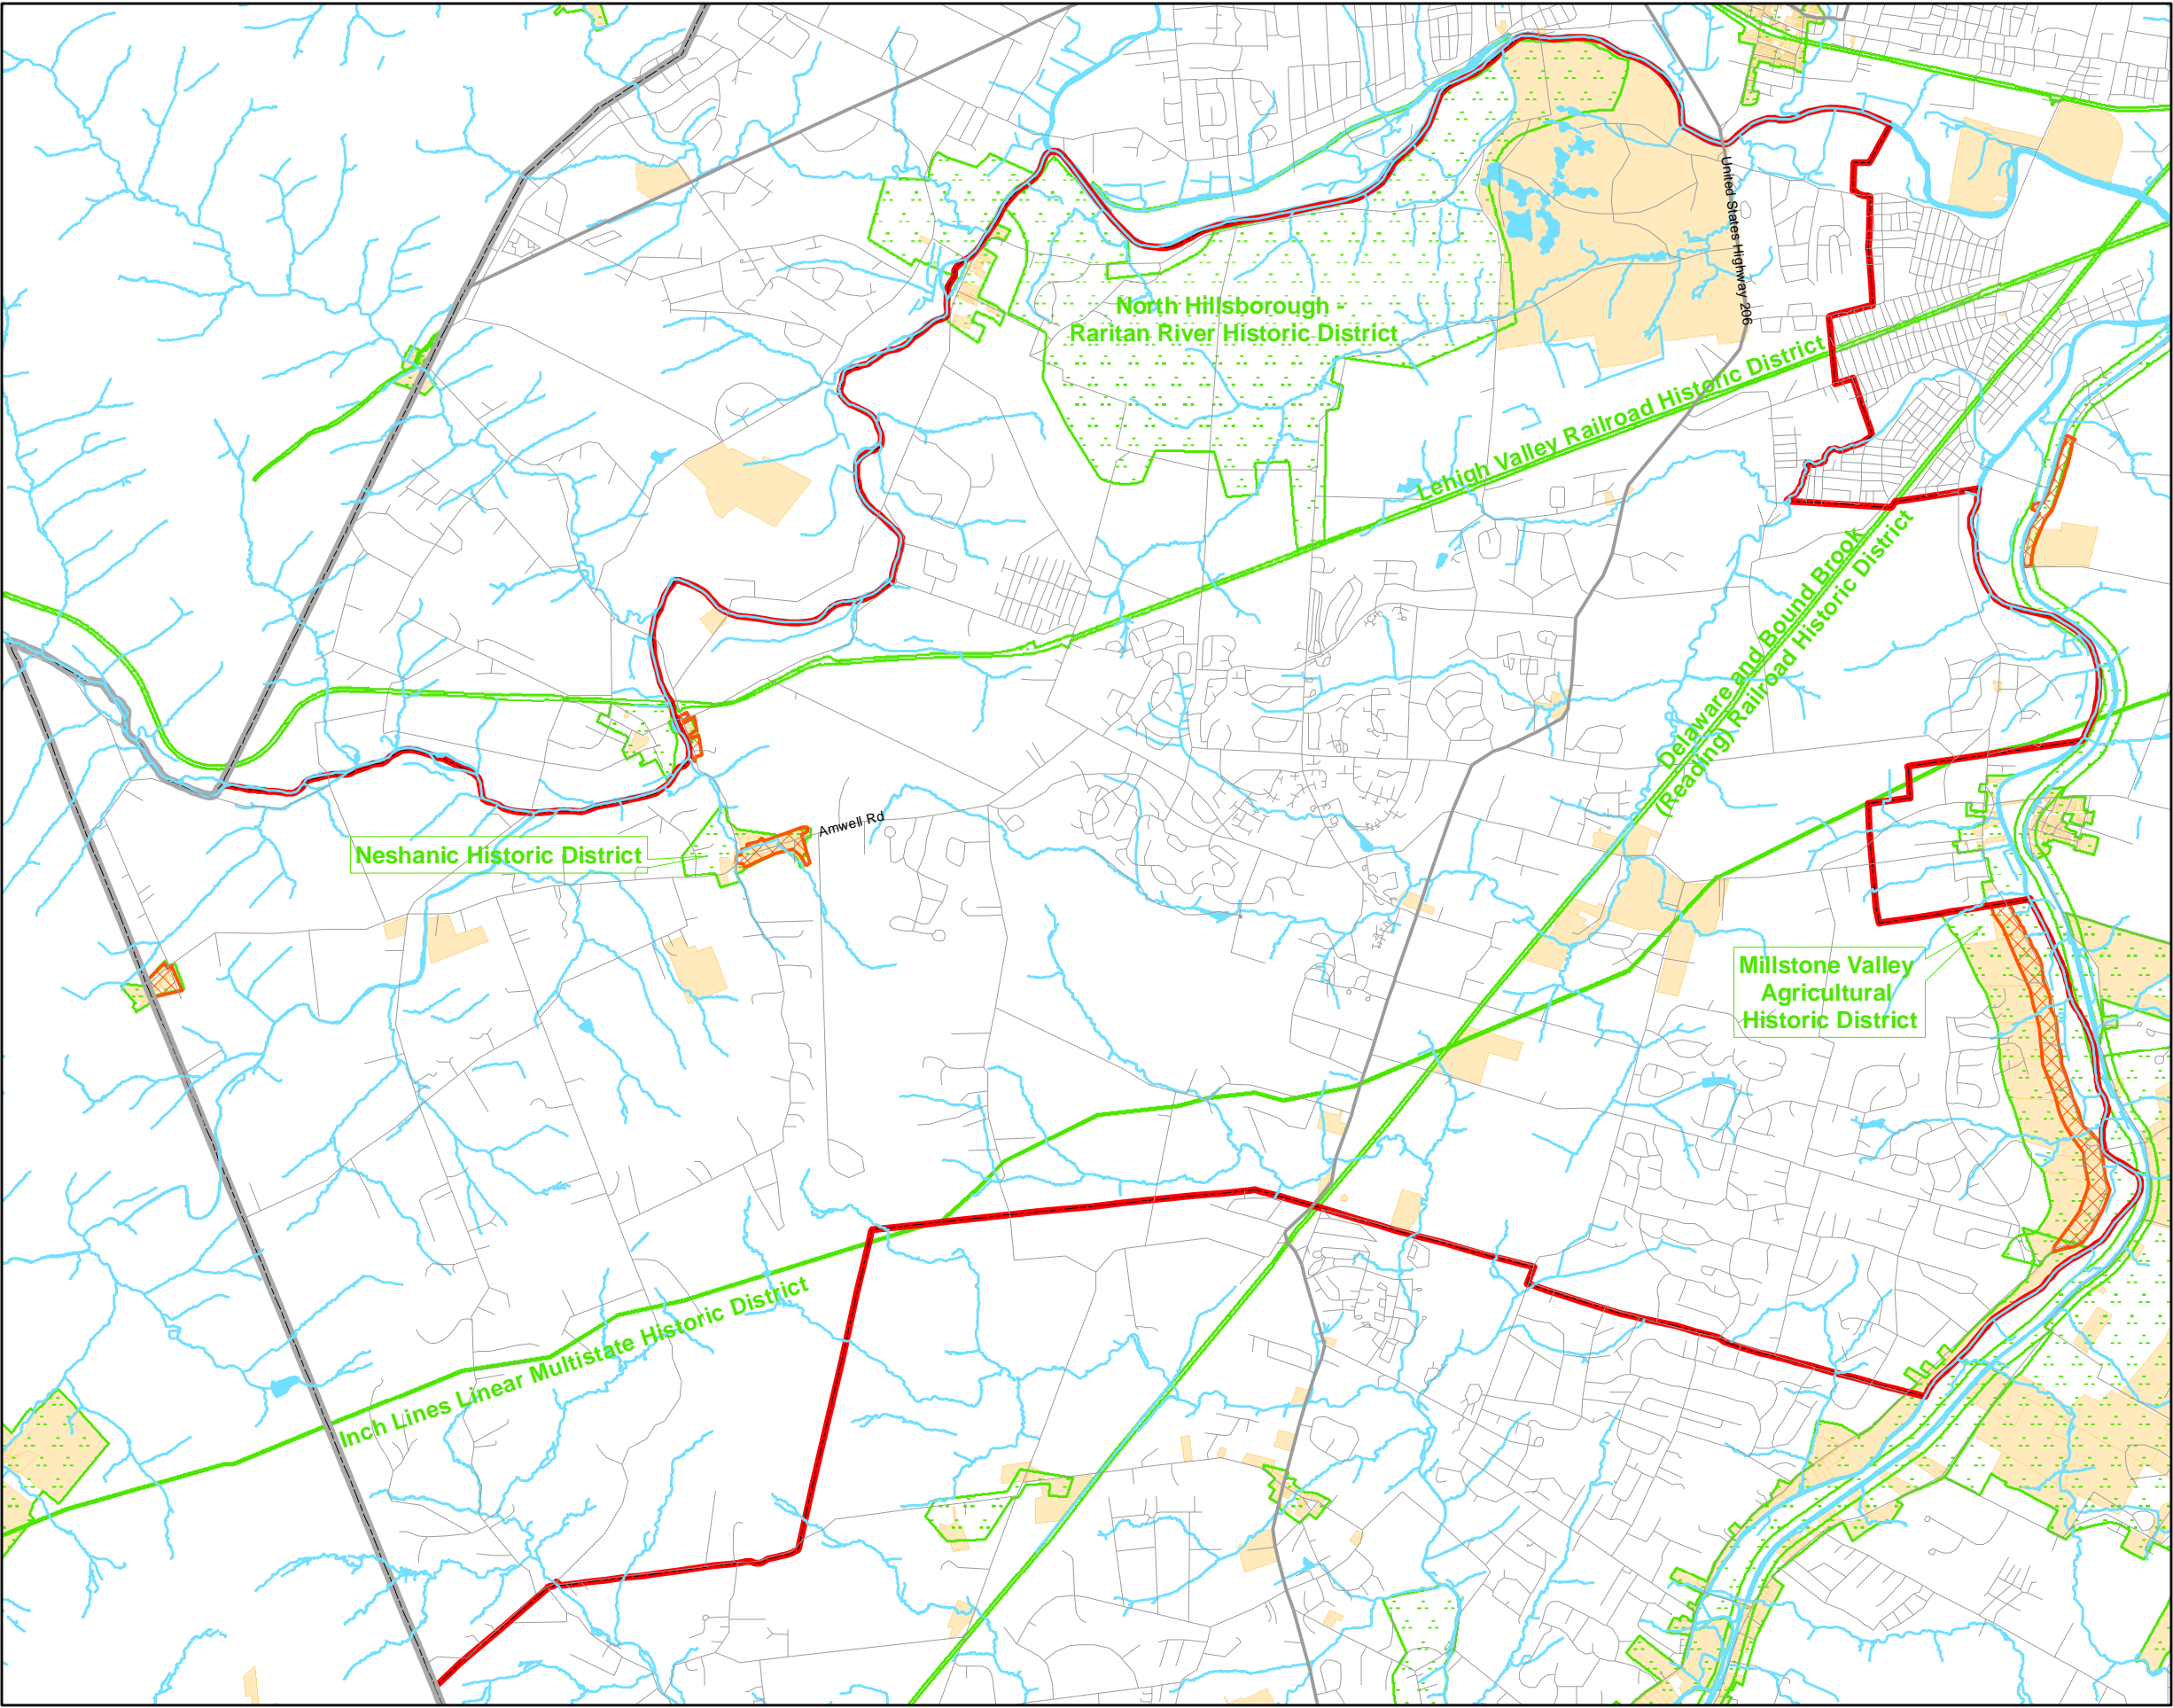 United States Highway 206
North Hillsborough -
Raritan River Historic District
Lehigh Valley Railroad Historic District
Delaware and Bound Brook
(Reading) Railroad Historic District
Amwell Rd
Neshanic Historic District
Millstone Valley
Agricultural
Historic District
Inch Lines Linear Multistate Historic District